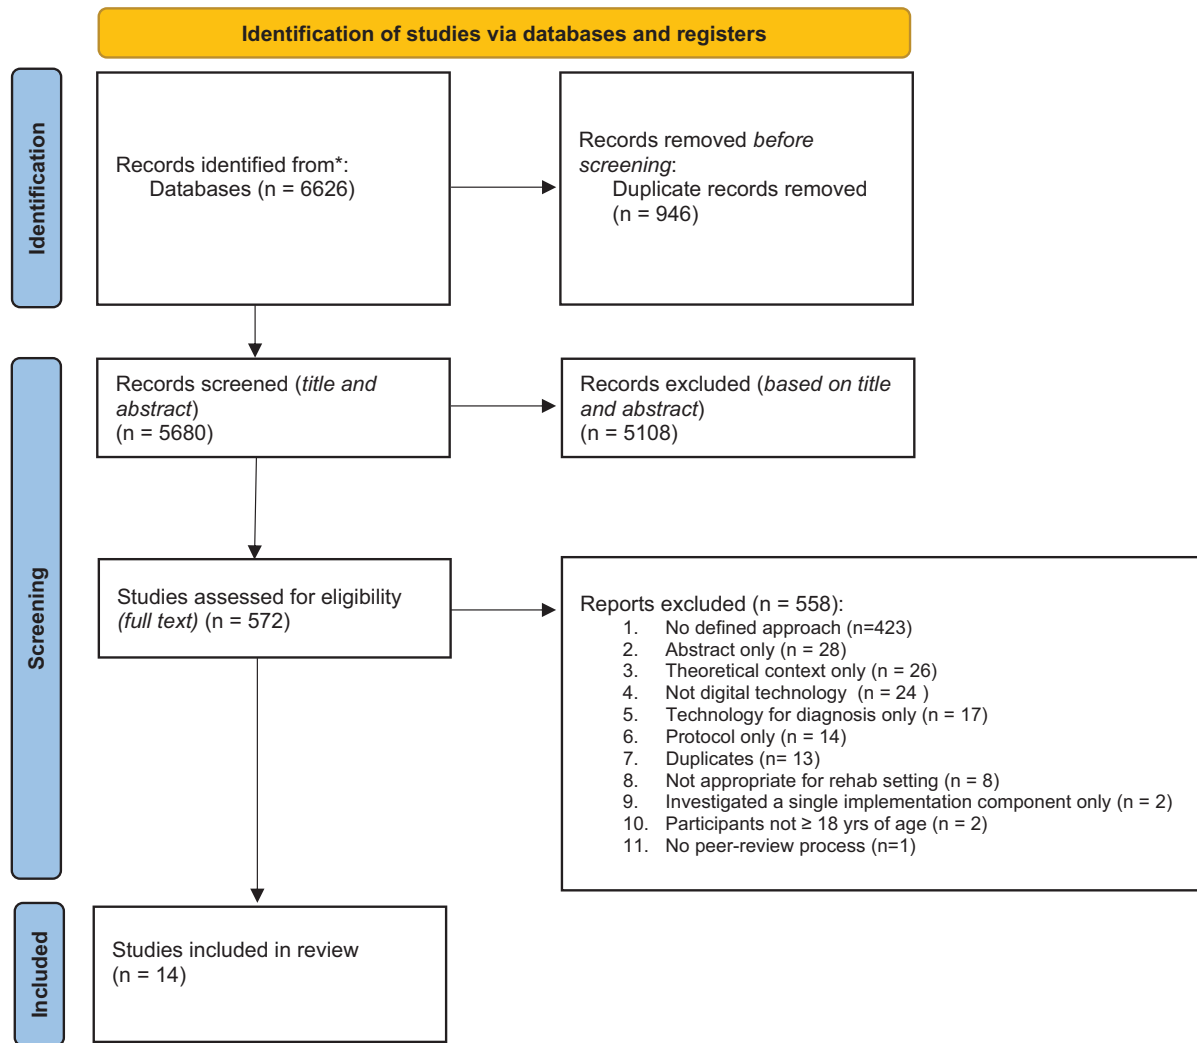 Identification of studies via databases and registers
Identification
Records identified from*:
Databases (n = 6626)
Records removed before
screening:
Duplicate records removed
(n = 946)
Screening
Records screened (title and
abstract)
(n = 5680)
Records excluded (based on title
and abstract)
(n = 5108)
Studies assessed for eligibility
(full text) (n = 572)
Reports excluded (n = 558):
1. No defined approach (n=423)
2. Abstract only (n = 28)
3. Theoretical context only (n = 26)
4. Not digital technology (n = 24 )
5. Technology for diagnosis only (n = 17)
6. Protocol only (n = 14)
7. Duplicates (n= 13)
8. Not appropriate for rehab setting (n = 8)
9. Investigated a single implementation component only (n = 2)
10. Participants not ≥ 18 yrs of age (n = 2)
11. No peer-review process (n=1)
Included
Studies included in review
(n = 14)